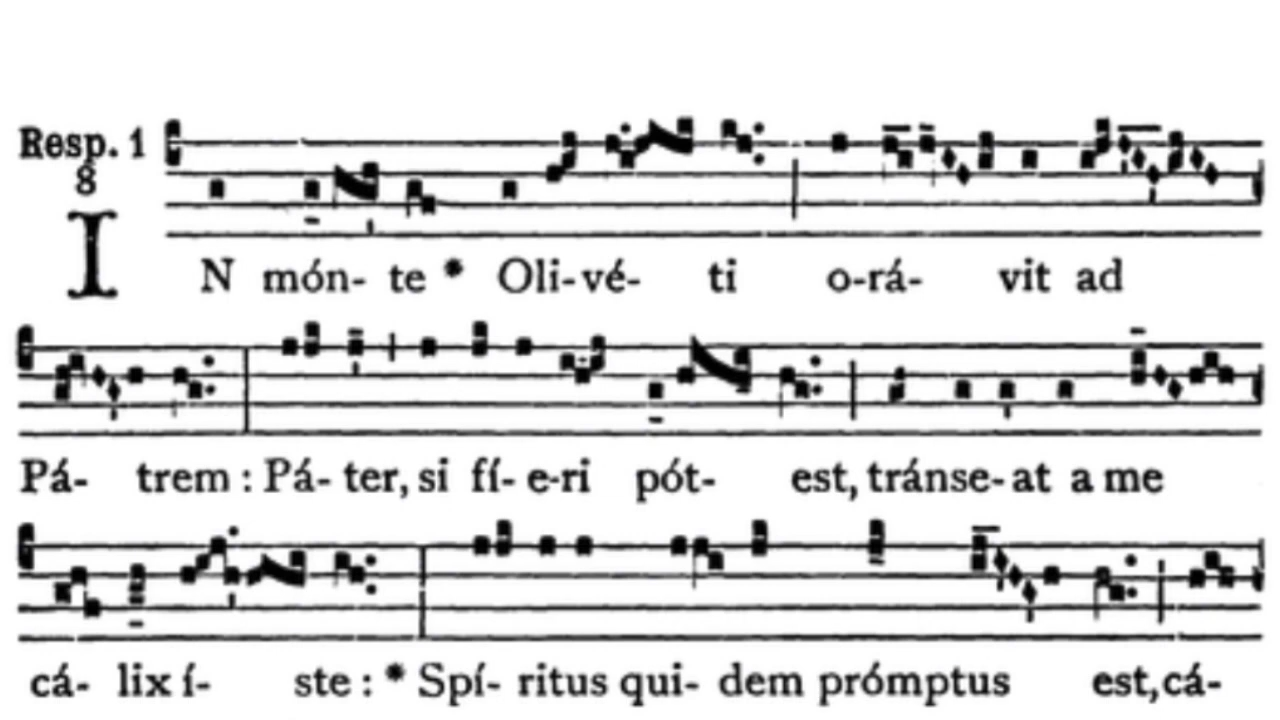 Resp. 1
8
IN món- te * Oli-vé- ti o-rá- vit ad
Pá- trem : Pá- ter, si fí- e-ri pót- est, tránse- at a me
cá- lix í- ste : * Spí- ritus qui- dem prómptus est, cá-